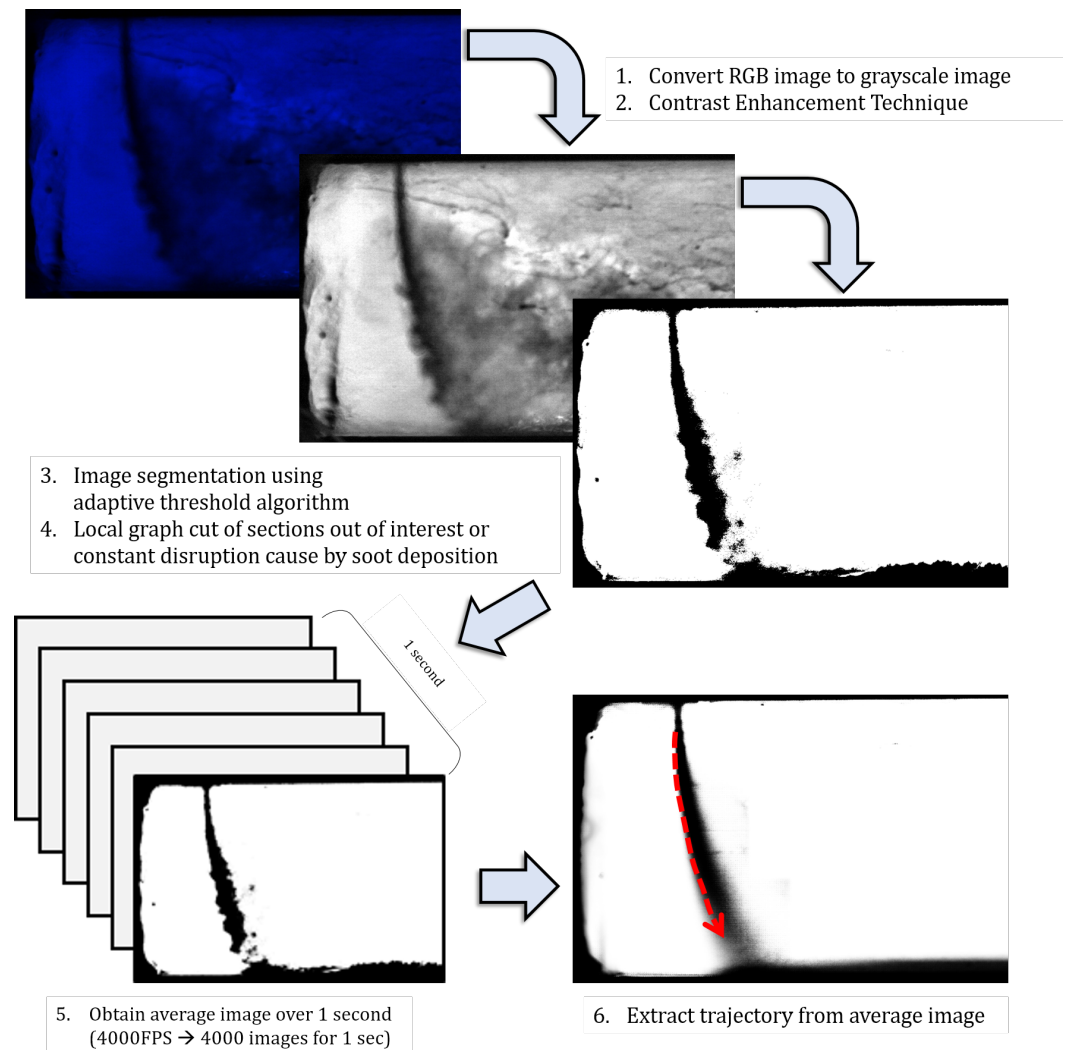 1. Convert RGB image to grayscale image
2. Contrast Enhancement Technique
3. Image segmentation using
adaptive threshold algorithm
4. Local graph cut of sections out of interest or
constant disruption cause by soot deposition
1 second
5. Obtain average image over 1 second
(4000FPS → 4000 images for 1 sec)
6. Extract trajectory from average image